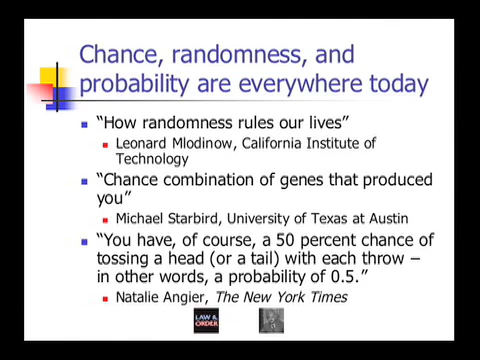 Chance, randomness, and
probability are everywhere today
“How randomness rules our lives”
Leonard Mlodinow, California Institute of
Technology
“Chance combination of genes that produced
you”
Michael Starbird, University of Texas at Austin
“You have, of course, a 50 percent chance of
tossing a head (or a tail) with each throw –
in other words, a probability of 0.5.”
Natalie Angier, The New York Times
LAW &
ORDER